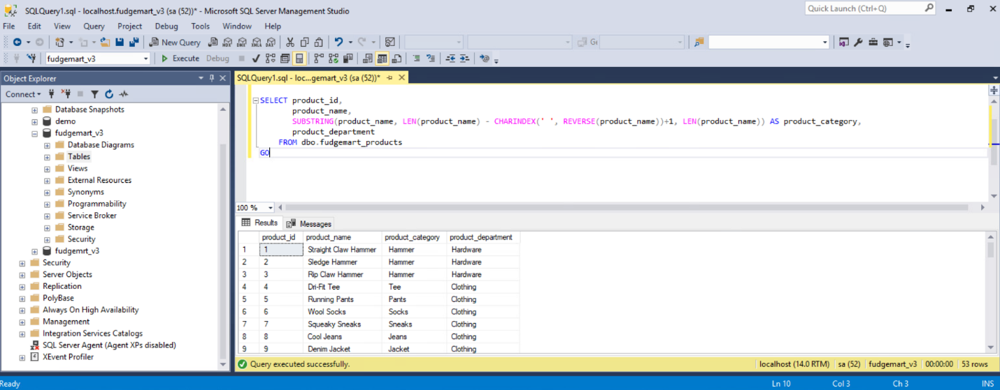 SQLQuery1.sql - localhost.fudgemart_v3 (sa (52))* - Microsoft SQL Server Management Studio
Quick Launch (Ctrl+Q)
File Edit View Query Project Debug Tools Window Help
New Query MDX DMX XMLA DAX
fudgemart_v3 Execute Debug
Object Explorer
SQLQuery1.sql - loc...gemart_v3 (sa (52))*
Connect
Database Snapshots
demo
fudgemart_v3
Database Diagrams
Tables
Views
External Resources
Synonyms
Programmability
Service Broker
Storage
Security
fudgemrt_v3
Security
Server Objects
Replication
PolyBase
Always On High Availability
Management
Integration Services Catalogs
SQL Server Agent (Agent XPs disabled)
XEvent Profiler
SELECT product_id,
product_name,
SUBSTRING(product_name, LEN(product_name) - CHARINDEX(' ', REVERSE(product_name))+1, LEN(product_name)) AS product_category,
product_department
FROM dbo.fudgemart_products
GO
100 %
Results Messages
product_id product_name product_category product_department
1 1 Straight Claw Hammer Hammer Hardware
2 2 Sledge Hammer Hammer Hardware
3 3 Rip Claw Hammer Hammer Hardware
4 4 Dri-Fit Tee Tee Clothing
5 5 Running Pants Pants Clothing
6 6 Wool Socks Socks Clothing
7 7 Squeaky Sneaks Sneaks Clothing
8 8 Cool Jeans Jeans Clothing
9 9 Denim Jacket Jacket Clothing
Query executed successfully. localhost (14.0 RTM) sa (52) fudgemart_v3 00:00:00 53 rows
Ready Ln 10 Col 3 Ch 3 INS